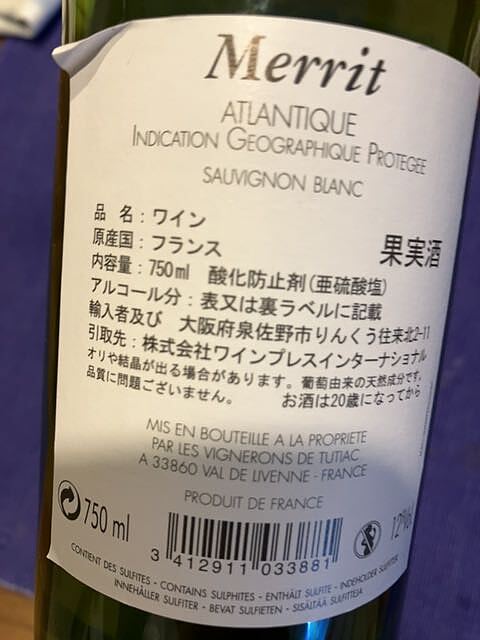 Merrit
ATLANTIQUE
INDICATION GEOGRAPHIQUE PROTEGEE
SAUVIGNON BLANC
品 名：ワイン
原産国：フランス
果実酒
内容量：750ml 酸化防止剤(亜硫酸塩)
アルコール分：表又は裏ラベルに記載
輸入者及び 大阪府泉佐野市りんくう往来北2-11
引取先：株式会社ワインプレスインターナショナル
オリや結晶が出る場合があります。葡萄由来の天然成分です。
品質に問題ございません。 お酒は20歳になってから
MIS EN BOUTEILLE A LA PROPRIETE
PAR LES VIGNERONS DE TUTIAC
A 33860 VAL DE LIVENNE - FRANCE
PRODUIT DE FRANCE
750 ml
3 412911 033881
CONTIENT DES SULFITES - CONTAINS SULPHITES - ENTHÄLT SULFITE - INDEHOLDER SULFITTER
INNEHÅLLER SULFITER - BEVAT SULFIETEN - SISÄLTÄÄ SULFIITTEJA